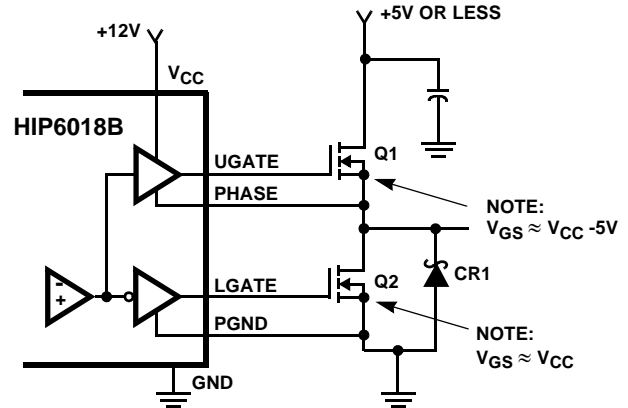 +5V OR LESS
+12V
VCC
HIP6018B
UGATE
Q1
PHASE
NOTE:
VGS ≈ VCC -5V
-
+
LGATE
Q2
CR1
PGND
NOTE:
VGS ≈ VCC
GND